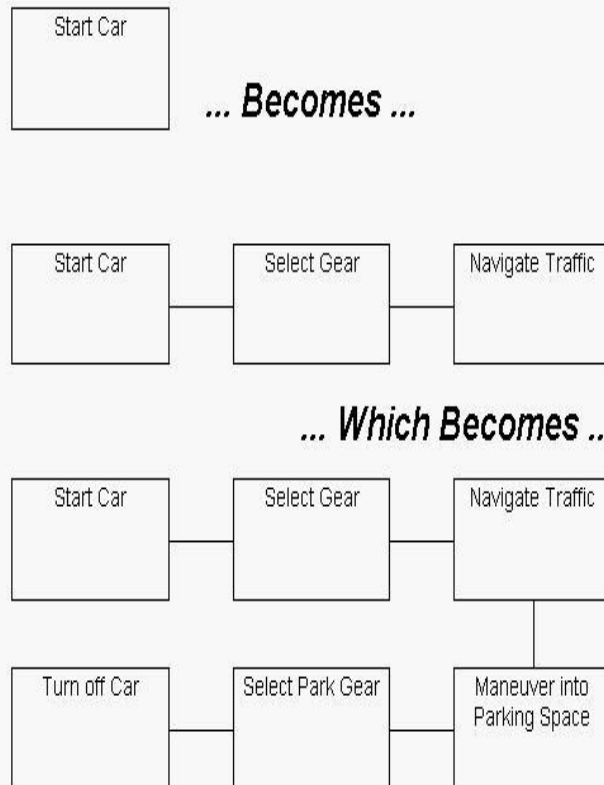 Start Car
... Becomes ...
Start Car
Select Gear
Navigate Traffic
... Which Becomes ..
Start Car
Select Gear
Navigate Traffic
Turn off Car
Select Park Gear
Maneuver into
Parking Space